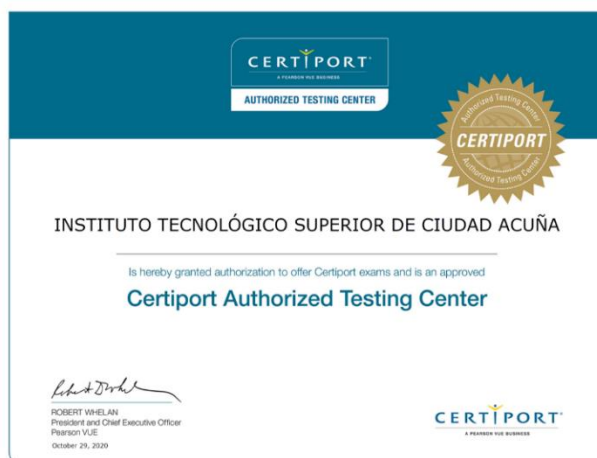 CERTIPORT
A PEARSON VUE BUSINESS
AUTHORIZED TESTING CENTER
Authorized Testing Center
CERTIPORT
Authorized Testing Center
INSTITUTO TECNOLÓGICO SUPERIOR DE CIUDAD ACUÑA
Is hereby granted authorization to offer Certiport exams and is an approved
Certiport Authorized Testing Center
ROBERT WHELAN
President and Chief Executive Officer
Pearson VUE
October 29, 2020
CERTIPORT
A PEARSON VUE BUSINESS